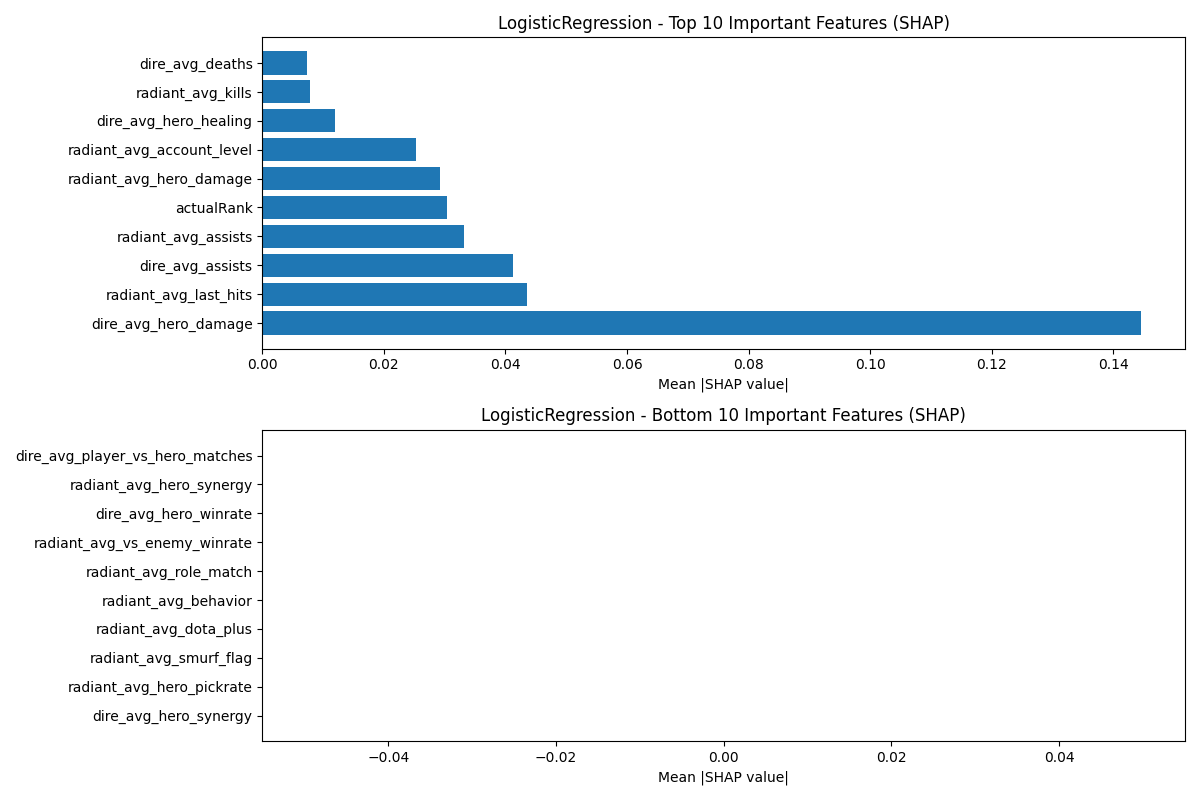 LogisticRegression - Top 10 Important Features (SHAP)
dire_avg_deaths
radiant_avg_kills
dire_avg_hero_healing
radiant_avg_account_level
radiant_avg_hero_damage
actualRank
radiant_avg_assists
dire_avg_assists
radiant_avg_last_hits
dire_avg_hero_damage
0.00 0.02 0.04 0.06 0.08 0.10 0.12 0.14
Mean |SHAP value|
LogisticRegression - Bottom 10 Important Features (SHAP)
dire_avg_player_vs_hero_matches
radiant_avg_hero_synergy
dire_avg_hero_winrate
radiant_avg_vs_enemy_winrate
radiant_avg_role_match
radiant_avg_behavior
radiant_avg_dota_plus
radiant_avg_smurf_flag
radiant_avg_hero_pickrate
dire_avg_hero_synergy
−0.04 −0.02 0.00 0.02 0.04
Mean |SHAP value|